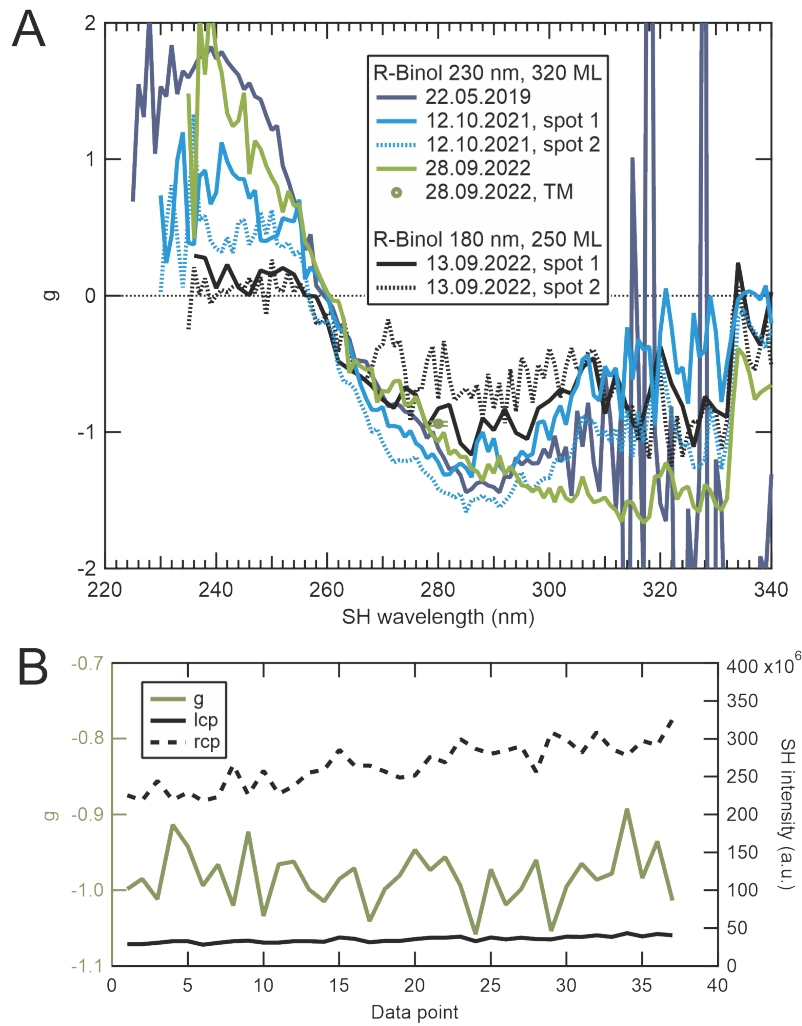 A
2
1
0
-1
-2
g
R-Binol 230 nm, 320 ML
22.05.2019
12.10.2021, spot 1
12.10.2021, spot 2
28.09.2022
28.09.2022, TM
R-Binol 180 nm, 250 ML
13.09.2022, spot 1
13.09.2022, spot 2
220 240 260 280 300 320 340
SH wavelength (nm)
B
-0.7
-0.8
-0.9
-1.0
-1.1
g
g
lcp
rcp
400 x10⁶
350
300
250
200
150
100
50
0
SH intensity (a.u.)
0 5 10 15 20 25 30 35 40
Data point